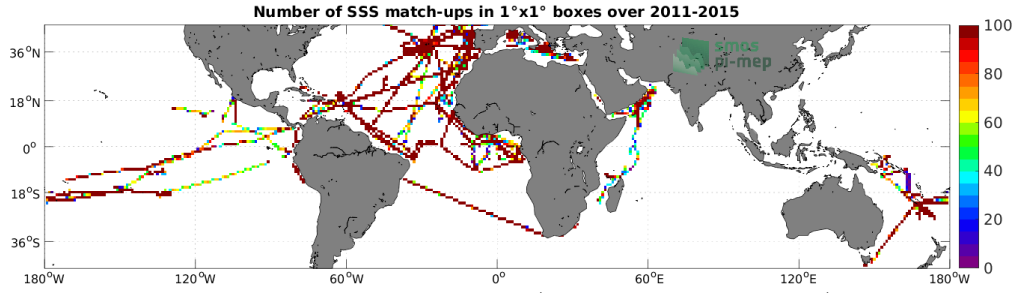 Number of SSS match-ups in 1°x1° boxes over 2011-2015
36°N
18°N
0°
18°S
36°S
180°W
120°W
60°W
0°
60°E
120°E
180°W
100
80
60
40
20
0
smos
pi-mep